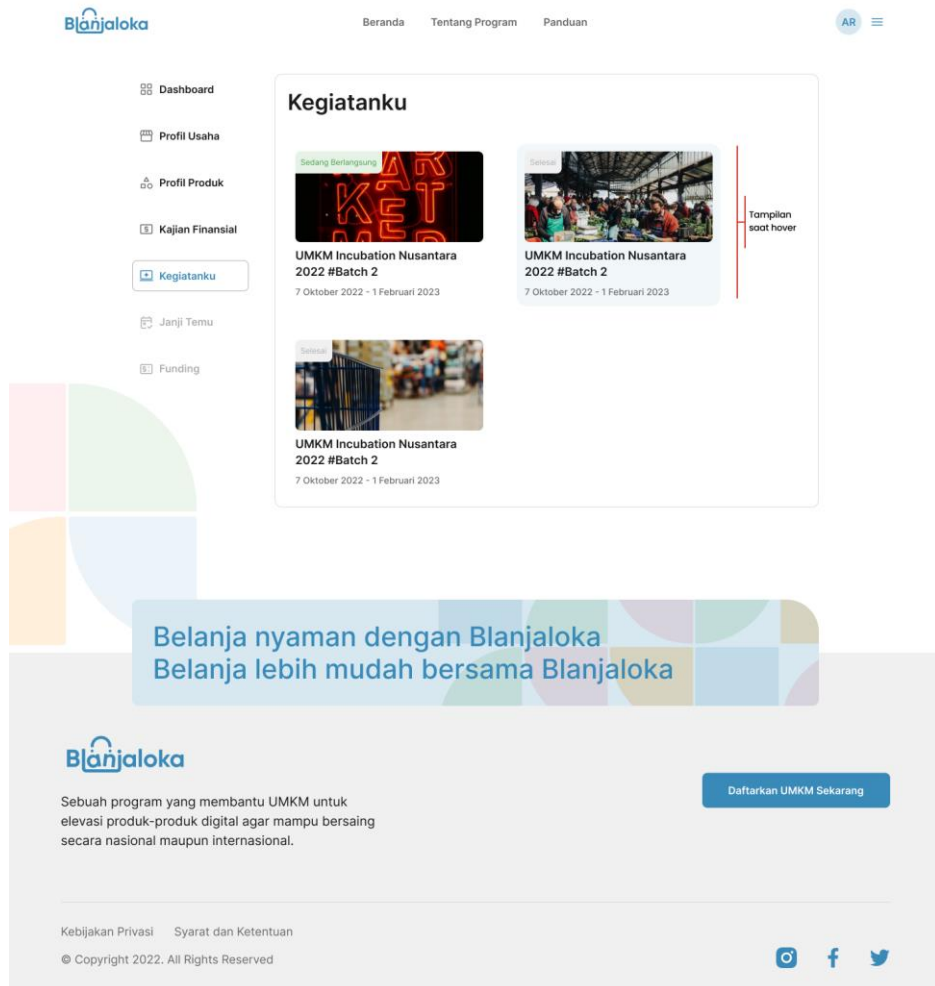 Blanjaloka
Beranda Tentang Program Panduan
AR
Dashboard
Profil Usaha
Profil Produk
Kajian Finansial
Kegiatanku
Janji Temu
Funding
Kegiatanku
Sedang Berlangsung
MARKET
UMKM Incubation Nusantara
2022 #Batch 2
7 Oktober 2022 - 1 Februari 2023
Selesai
UMKM Incubation Nusantara
2022 #Batch 2
7 Oktober 2022 - 1 Februari 2023
Tampilan
saat hover
Selesai
UMKM Incubation Nusantara
2022 #Batch 2
7 Oktober 2022 - 1 Februari 2023
Belanja nyaman dengan Blanjaloka
Belanja lebih mudah bersama Blanjaloka
Blanjaloka
Sebuah program yang membantu UMKM untuk
elevasi produk-produk digital agar mampu bersaing
secara nasional maupun internasional.
Daftarkan UMKM Sekarang
Kebijakan Privasi Syarat dan Ketentuan
© Copyright 2022. All Rights Reserved